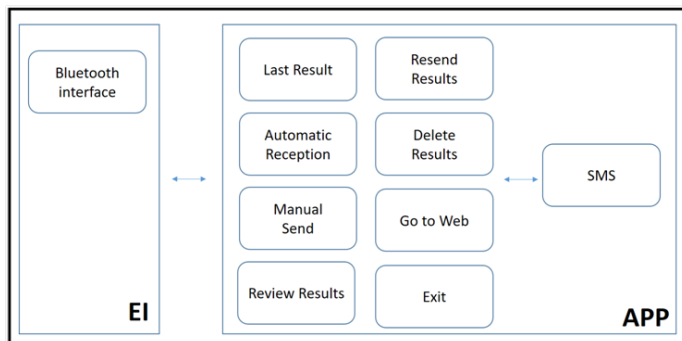 Bluetooth
interface
EI
Last Result
Resend
Results
Automatic
Reception
Delete
Results
Manual
Send
Go to Web
Review Results
Exit
SMS
APP